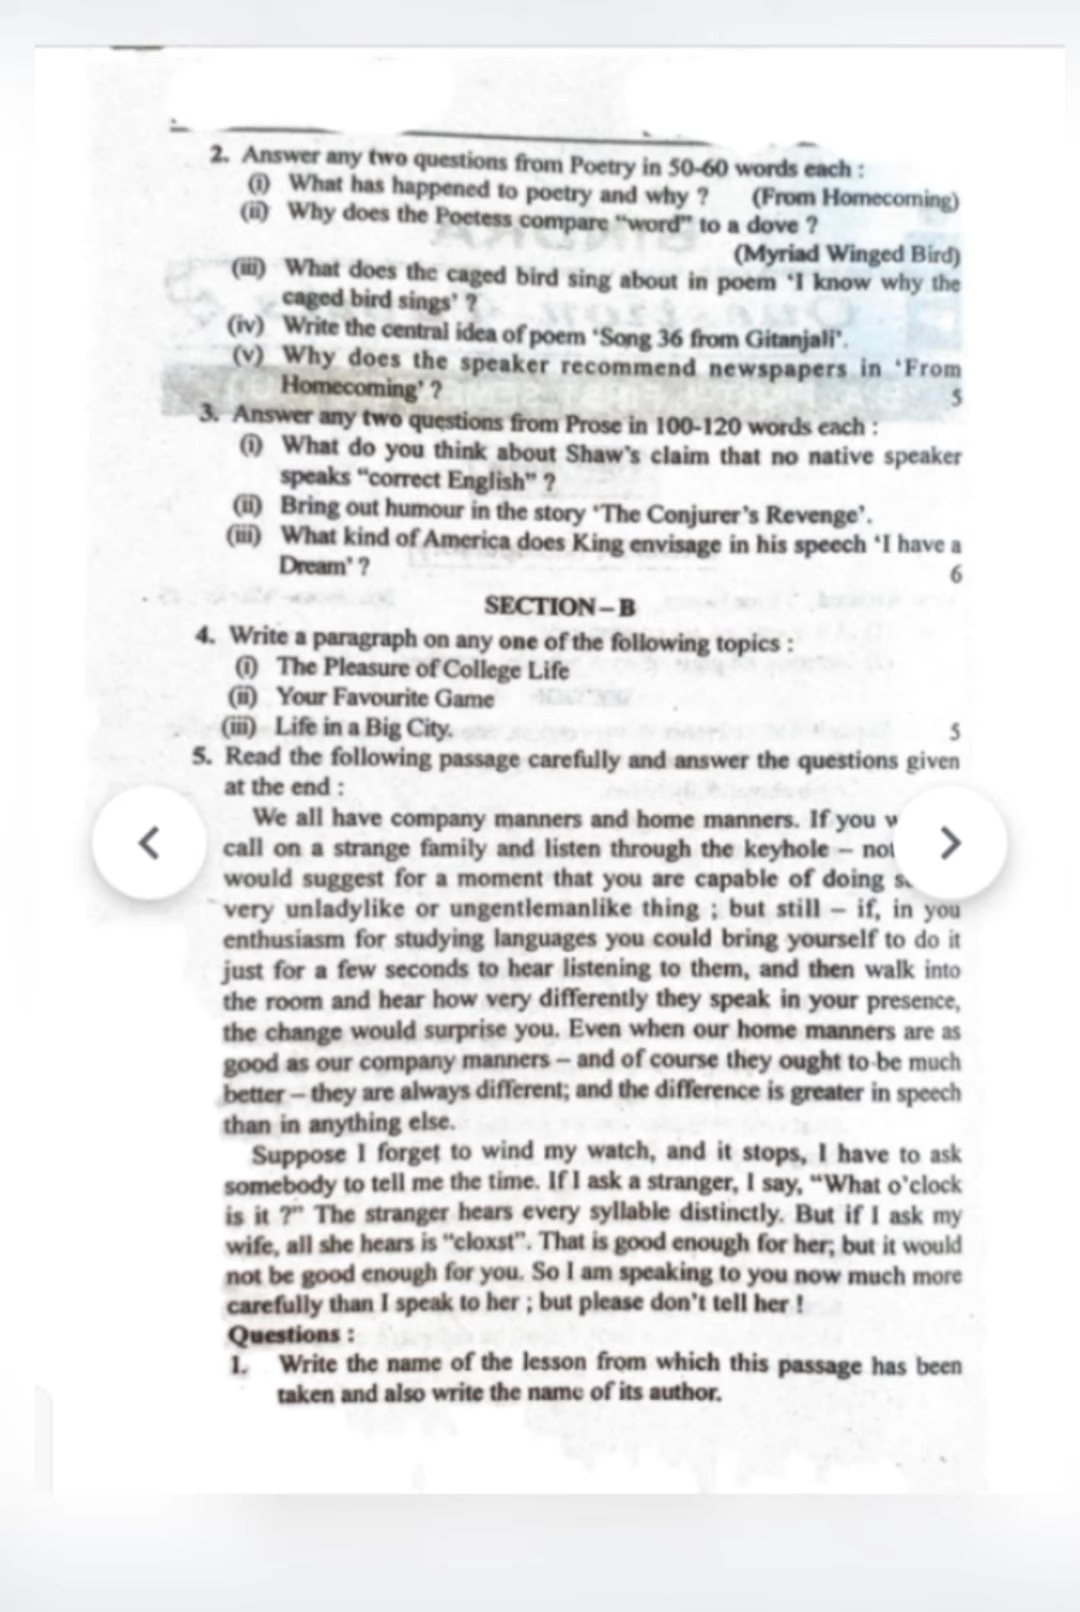 2. Answer any two questions from Poetry in 50-60 words each :
(i) What has happened to poetry and why ? (From Homecoming)
(ii) Why does the Poetess compare "word" to a dove ?
(Myriad Winged Bird)
(iii) What does the caged bird sing about in poem 'I know why the
caged bird sings' ?
(iv) Write the central idea of poem 'Song 36 from Gitanjali'.
(v) Why does the speaker recommend newspapers in 'From
Homecoming' ? 5
3. Answer any two questions from Prose in 100-120 words each :
(i) What do you think about Shaw's claim that no native speaker
speaks "correct English" ?
(ii) Bring out humour in the story 'The Conjurer's Revenge'.
(iii) What kind of America does King envisage in his speech 'I have a
Dream' ? 6
SECTION – B
4. Write a paragraph on any one of the following topics :
(i) The Pleasure of College Life
(ii) Your Favourite Game
(iii) Life in a Big City. 5
5. Read the following passage carefully and answer the questions given
at the end :
We all have company manners and home manners. If you
call on a strange family and listen through the keyhole – not
would suggest for a moment that you are capable of doing
very unladylike or ungentlemanlike thing ; but still – if, in you
enthusiasm for studying languages you could bring yourself to do it
just for a few seconds to hear listening to them, and then walk into
the room and hear how very differently they speak in your presence,
the change would surprise you. Even when our home manners are as
good as our company manners – and of course they ought to be much
better – they are always different; and the difference is greater in speech
than in anything else.
Suppose I forget to wind my watch, and it stops, I have to ask
somebody to tell me the time. If I ask a stranger, I say, "What o'clock
is it ?" The stranger hears every syllable distinctly. But if I ask my
wife, all she hears is "cloxst". That is good enough for her; but it would
not be good enough for you. So I am speaking to you now much more
carefully than I speak to her ; but please don't tell her !
Questions :
1. Write the name of the lesson from which this passage has been
taken and also write the name of its author.